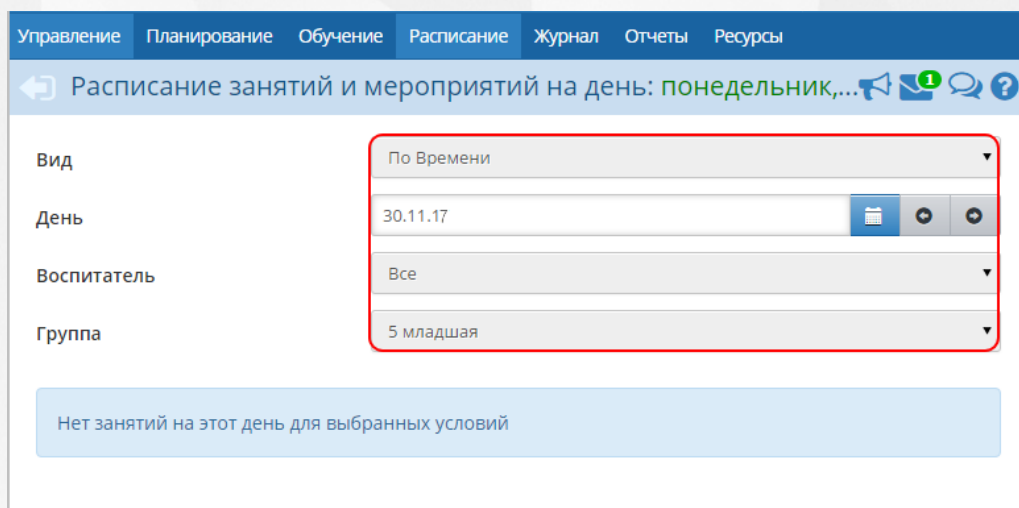 Управление Планирование Обучение Расписание Журнал Отчеты Ресурсы
Расписание занятий и мероприятий на день: понедельник,... 1 ?
Вид По Времени
День 30.11.17
Воспитатель Все
Группа 5 младшая
Нет занятий на этот день для выбранных условий